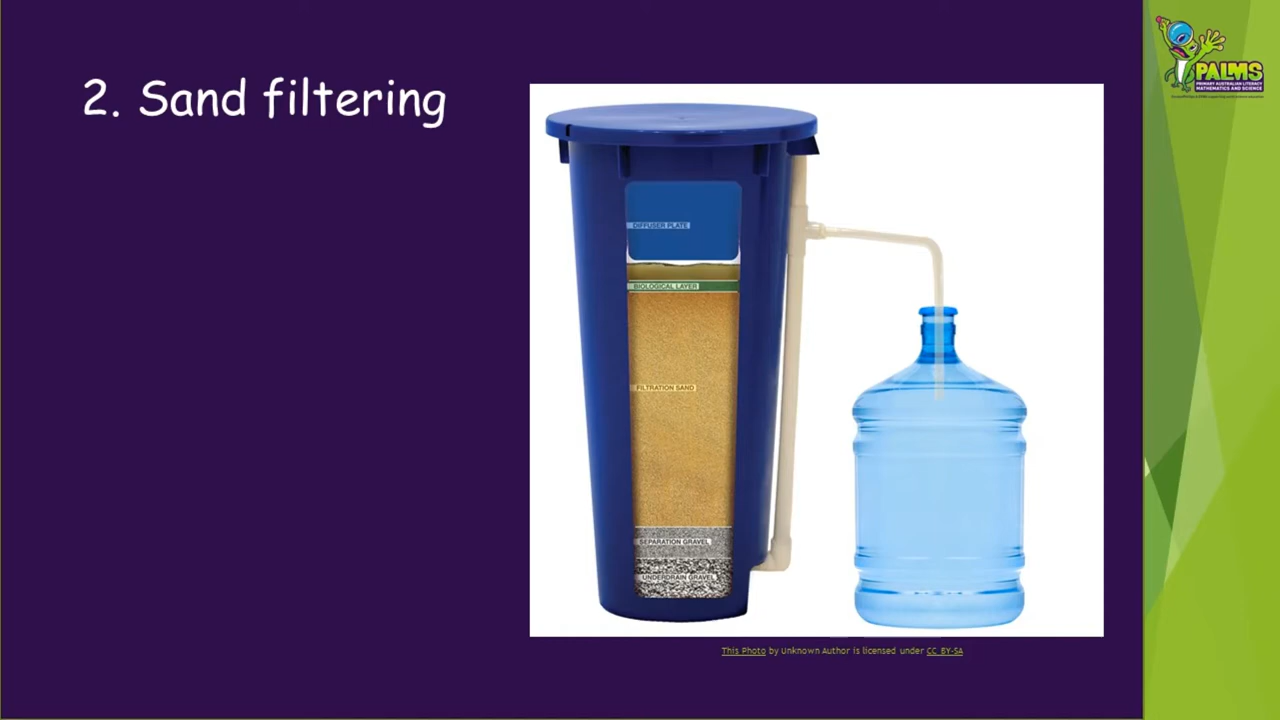 2. Sand filtering
PALMS
PRIMARY AUSTRALIAN LITERACY
MATHEMATICS AND SCIENCE
DIFFUSER PLATE
BIOLOGICAL LAYER
FILTRATION SAND
SEPARATION GRAVEL
UNDERDRAIN GRAVEL
This Photo by Unknown Author is licensed under CC BY-SA